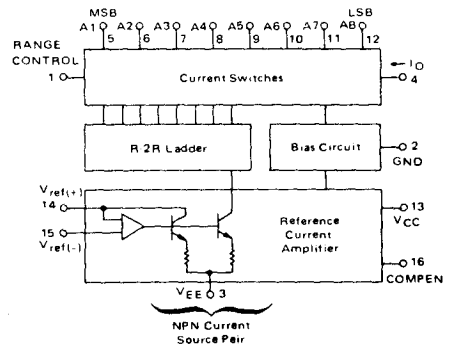 MSB LSB
A1 A2 A3 A4 A5 A6 A7 A8
5 6 7 8 9 10 11 12
RANGE
CONTROL
1
Current Switches
IO
4
R-2R Ladder
Bias Circuit
2
GND
Vref(+)
14
15
Vref(-)
Reference
Current
Amplifier
13
VCC
16
COMPEN
VEE 3
NPN Current
Source Pair